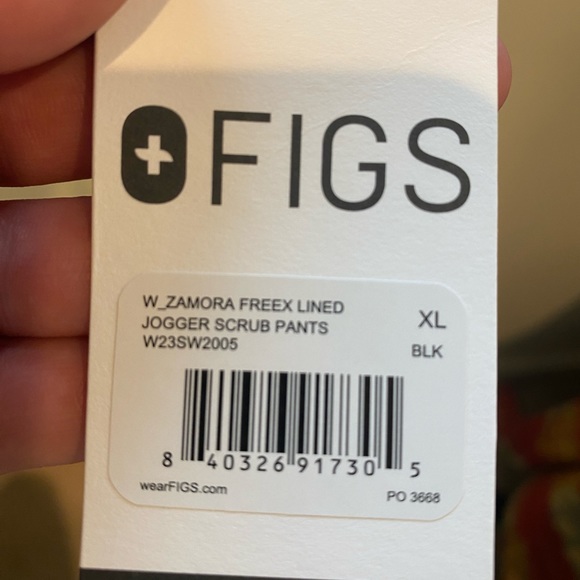 FIGS
W_ZAMORA FREEX LINED
JOGGER SCRUB PANTS
W23SW2005
XL
BLK
8 40326 91730 5
wearFIGS.com
PO 3668